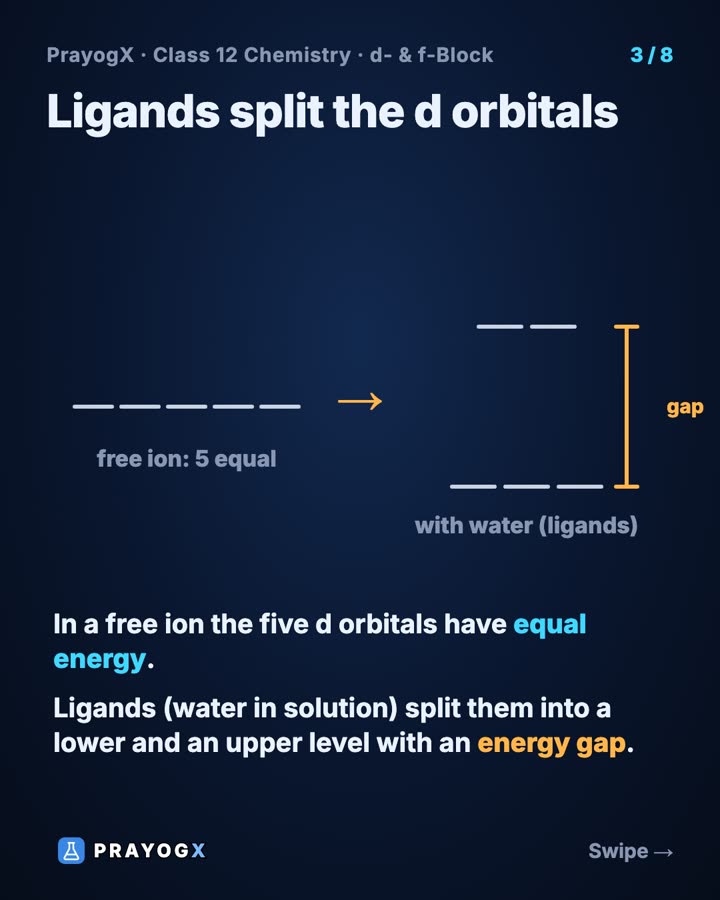 PrayogX · Class 12 Chemistry · d- & f-Block
3 / 8
Ligands split the d orbitals
→
gap
free ion: 5 equal
with water (ligands)
In a free ion the five d orbitals have equal
energy.
Ligands (water in solution) split them into a
lower and an upper level with an energy gap.
PRAYOGX
Swipe →